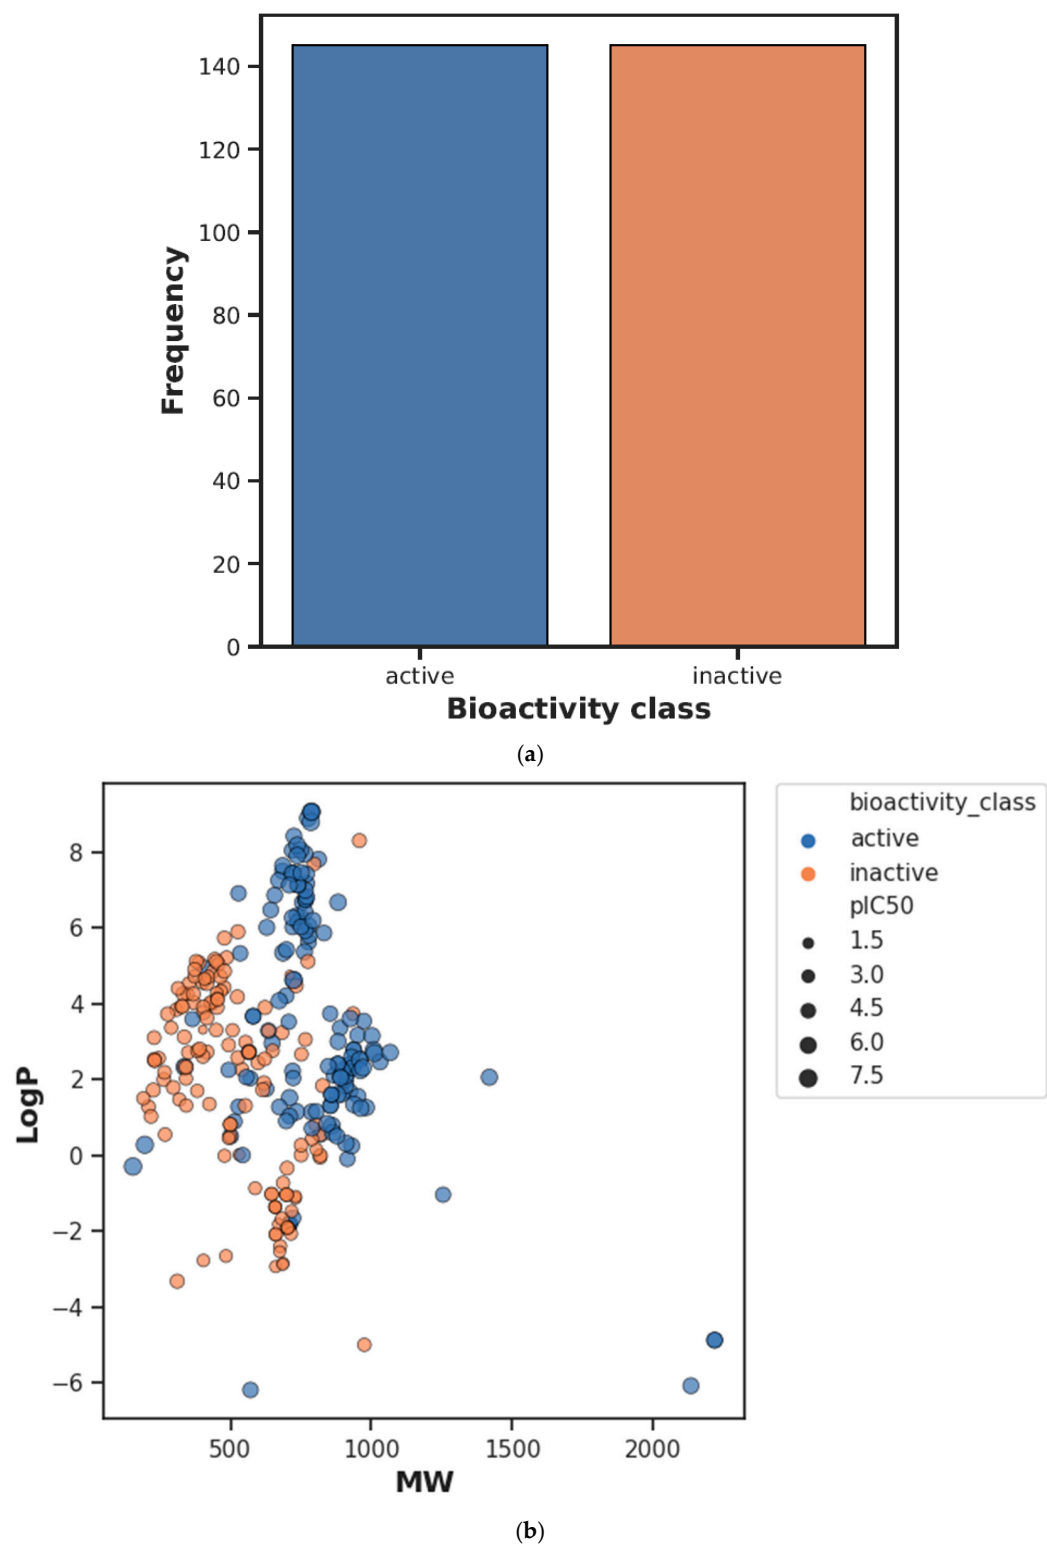 140
120
100
80
60
40
20
0
Frequency
active inactive
Bioactivity class
(a)
8
6
4
2
0
−2
−4
−6
LogP
500 1000 1500 2000
MW
bioactivity_class
active
inactive
pIC50
1.5
3.0
4.5
6.0
7.5
(b)